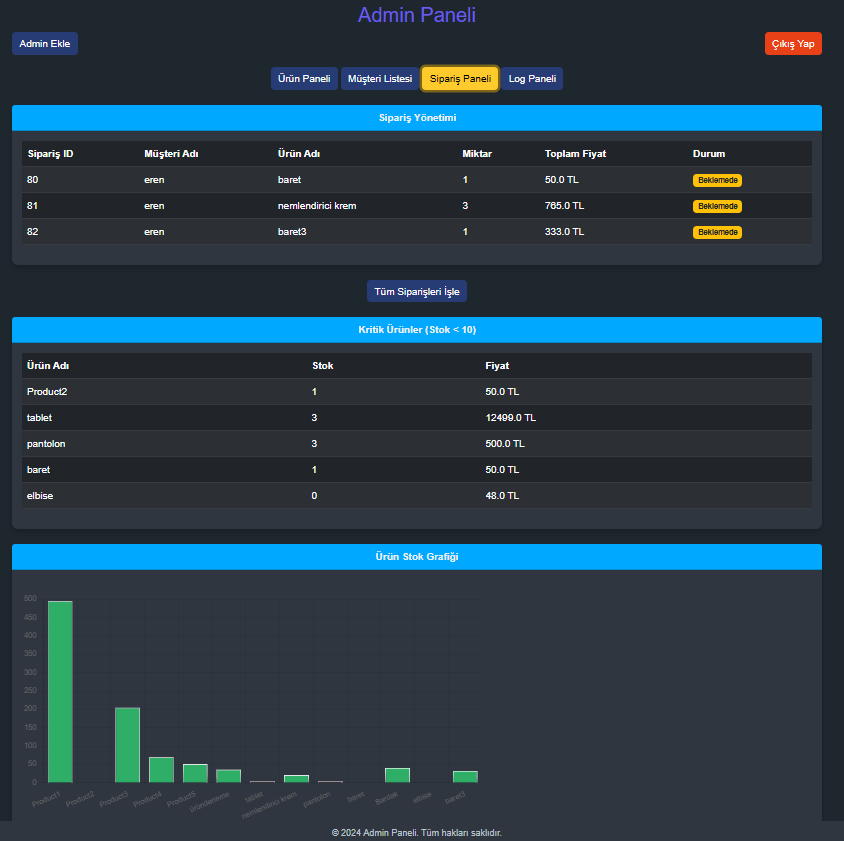 Admin Paneli
Admin Ekle
Çıkış Yap
Ürün Paneli Müşteri Listesi Sipariş Paneli Log Paneli
Sipariş Yönetimi
Sipariş ID Müşteri Adı Ürün Adı Miktar Toplam Fiyat Durum
80 eren baret 1 50.0 TL Beklemede
81 eren nemlendirici krem 3 765.0 TL Beklemede
82 eren baret3 1 333.0 TL Beklemede
Tüm Siparişleri İşle
Kritik Ürünler (Stok < 10)
Ürün Adı Stok Fiyat
Product2 1 50.0 TL
tablet 3 12499.0 TL
pantolon 3 500.0 TL
baret 1 50.0 TL
elbise 0 48.0 TL
Ürün Stok Grafiği
500
450
400
350
300
250
200
150
100
50
0
Product1 Product2 Product3 Product4 Product5 üründeneme tablet nemlendirici krem pantolon baret Bardak elbise baret3
© 2024 Admin Paneli. Tüm hakları saklıdır.